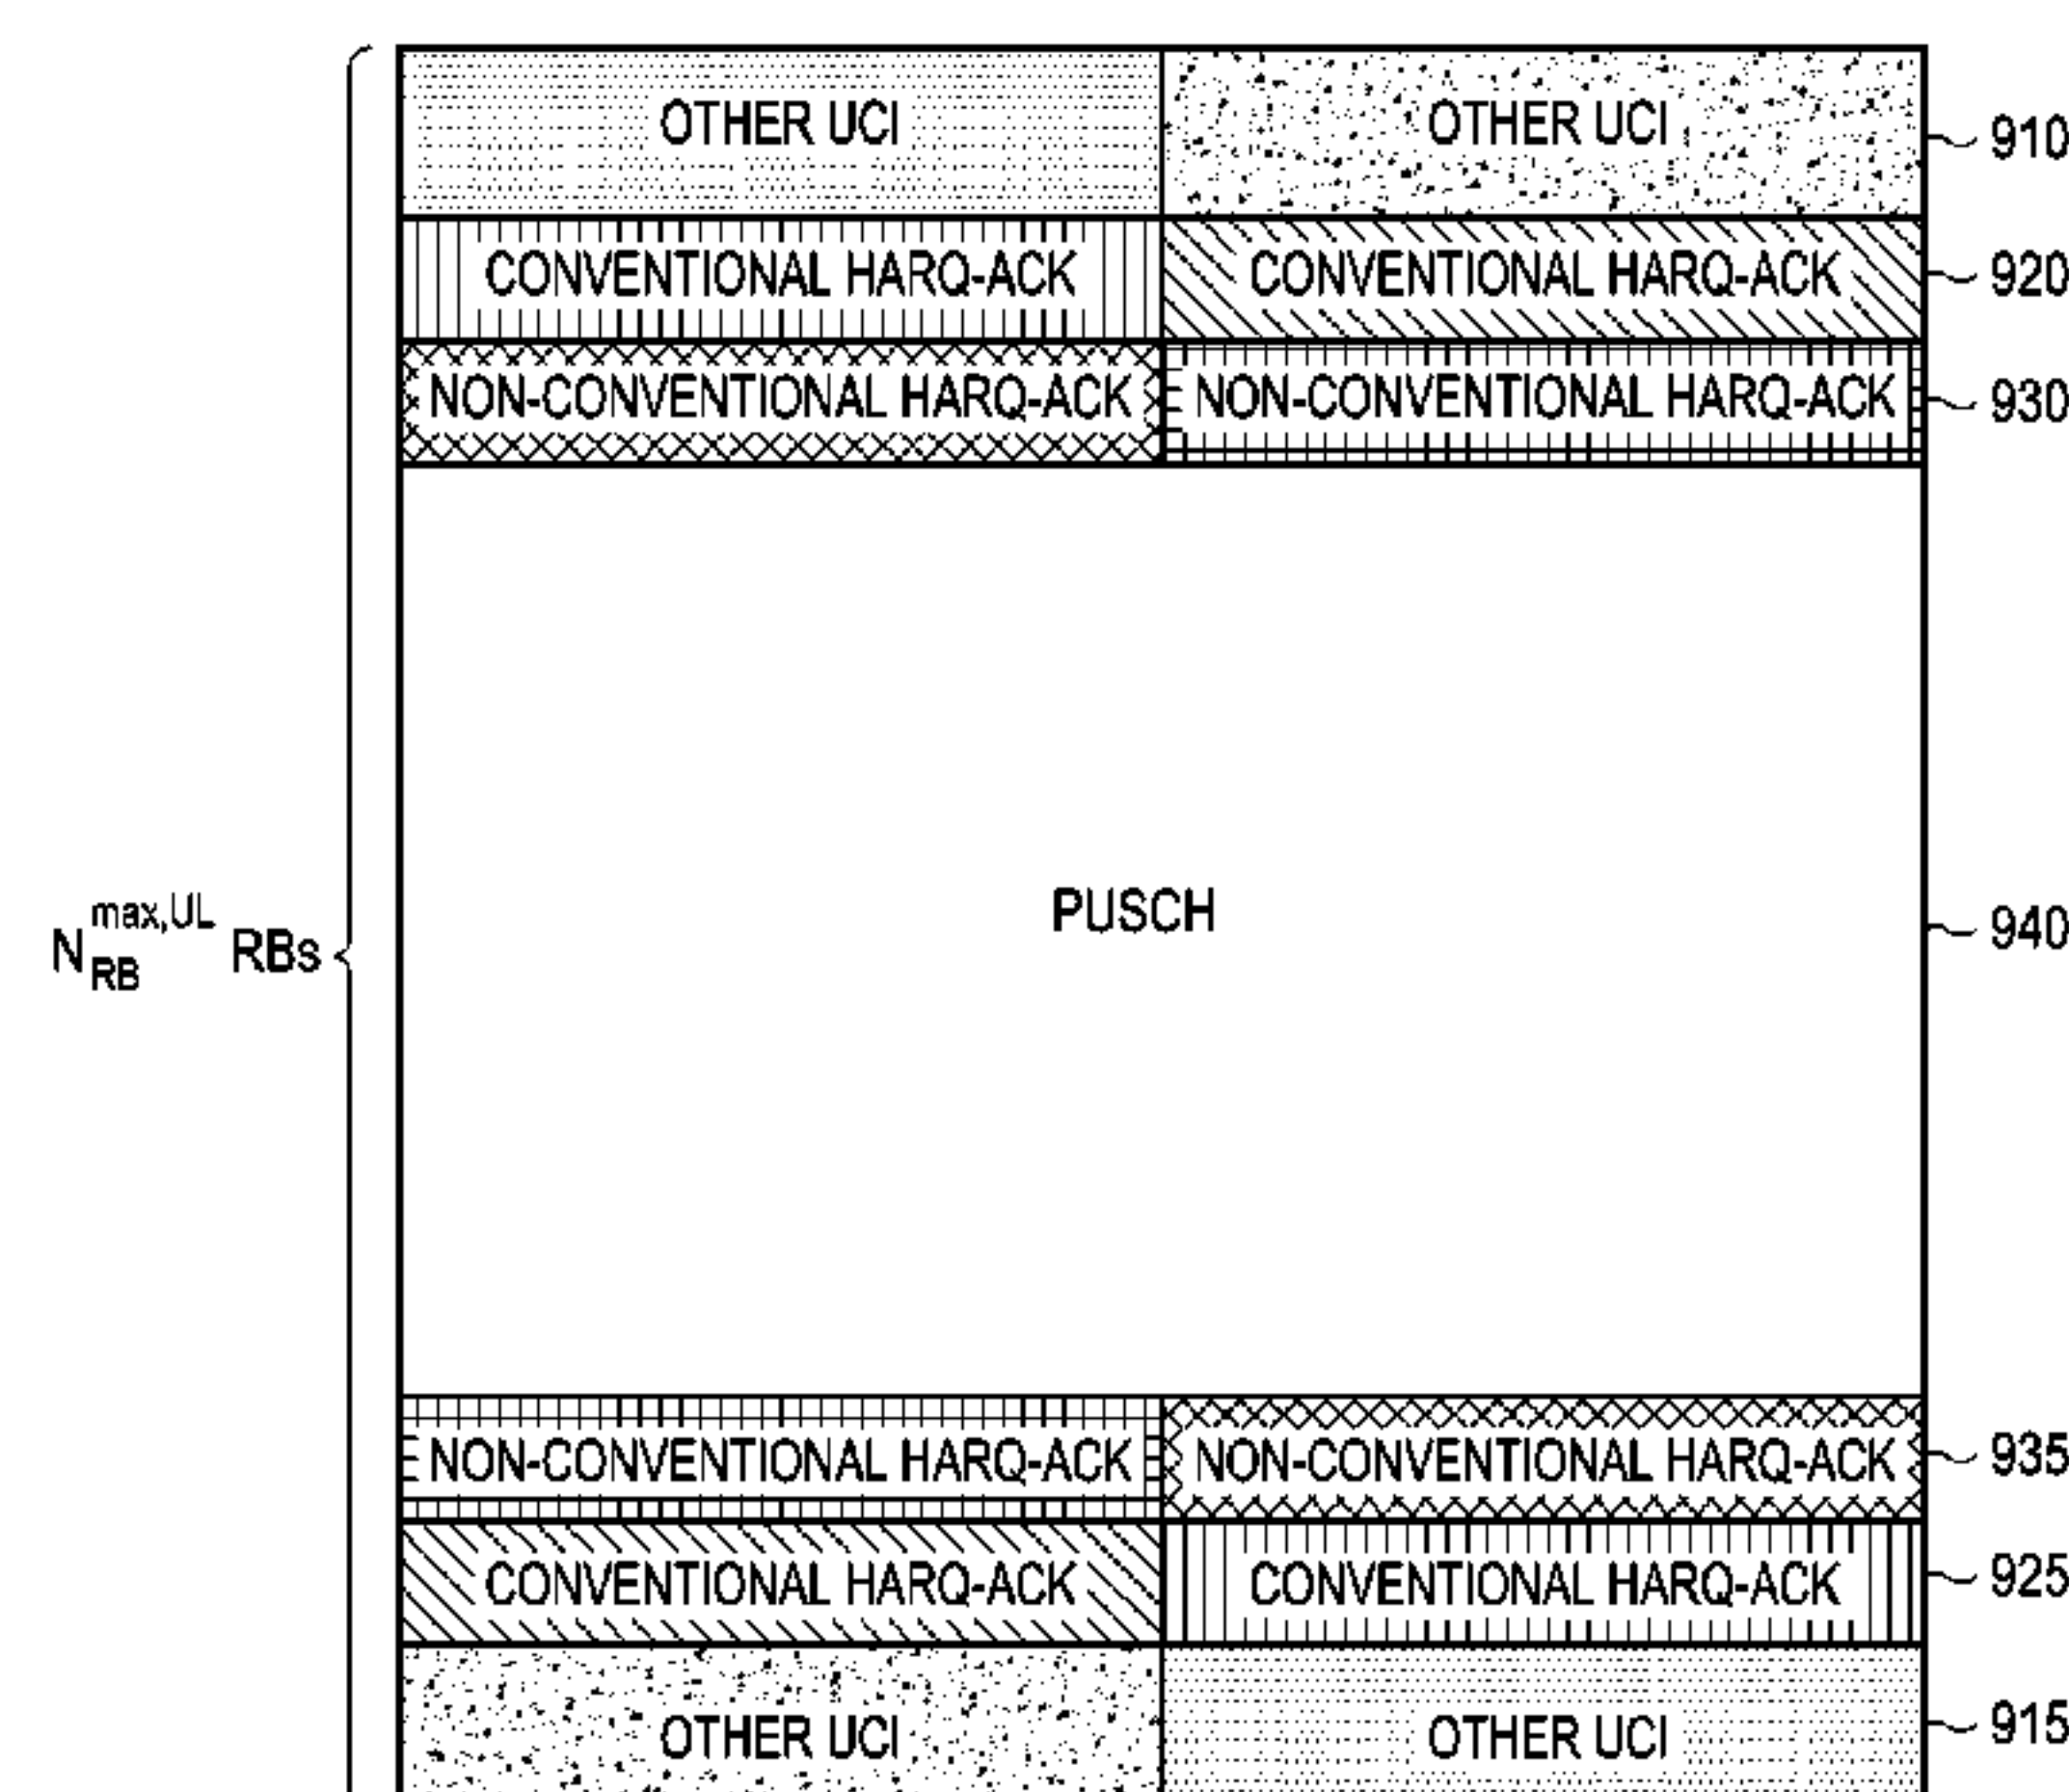 OTHER UCI OTHER UCI 910
CONVENTIONAL HARQ-ACK CONVENTIONAL HARQ-ACK 920
NON-CONVENTIONAL HARQ-ACK NON-CONVENTIONAL HARQ-ACK 930
PUSCH 940
N_RB^max,UL RBs
NON-CONVENTIONAL HARQ-ACK NON-CONVENTIONAL HARQ-ACK 935
CONVENTIONAL HARQ-ACK CONVENTIONAL HARQ-ACK 925
OTHER UCI OTHER UCI 915